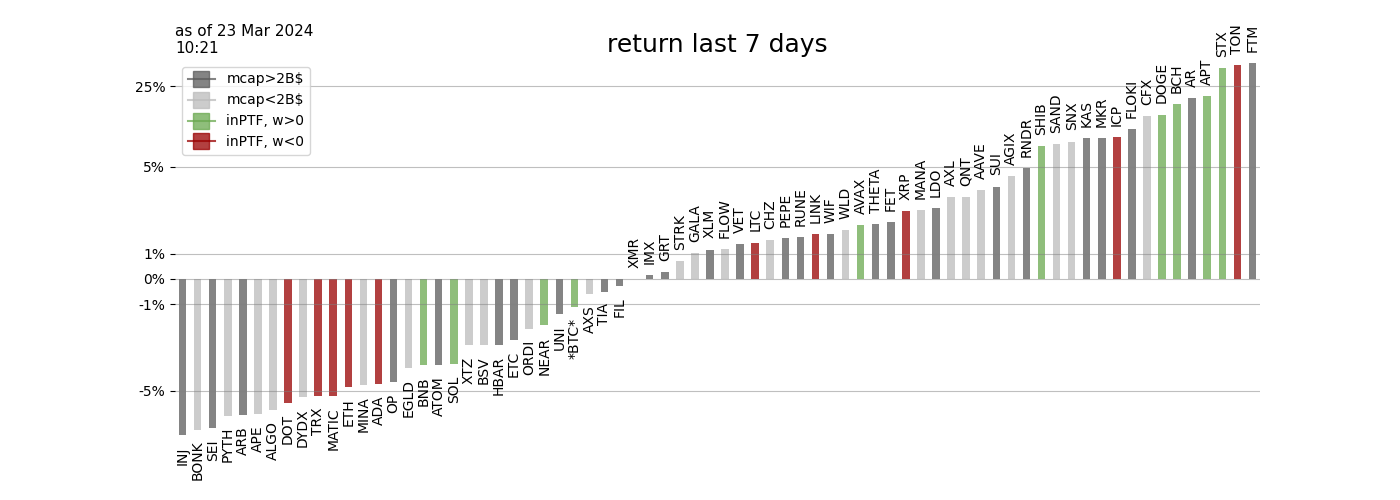 as of 23 Mar 2024
10:21
return last 7 days
mcap>2B$
mcap<2B$
inPTF, w>0
inPTF, w<0
25%
5%
1%
0%
-1%
-5%
INJ
BONK
SEI
PYTH
ARB
APE
ALGO
DOT
DYDX
TRX
MATIC
ETH
MINA
ADA
OP
EGLD
BNB
ATOM
SOL
XTZ
BSV
HBAR
ETC
ORDI
NEAR
UNI
*BTC*
AXS
TIA
FIL
XMR
IMX
GRT
STRK
GALA
XLM
FLOW
VET
LTC
CHZ
PEPE
RUNE
LINK
WIF
WLD
AVAX
THETA
FET
XRP
MANA
LDO
AXL
QNT
AAVE
SUI
AGIX
RNDR
SHIB
SAND
SNX
KAS
MKR
ICP
FLOKI
CFX
DOGE
BCH
AR
APT
STX
TON
FTM